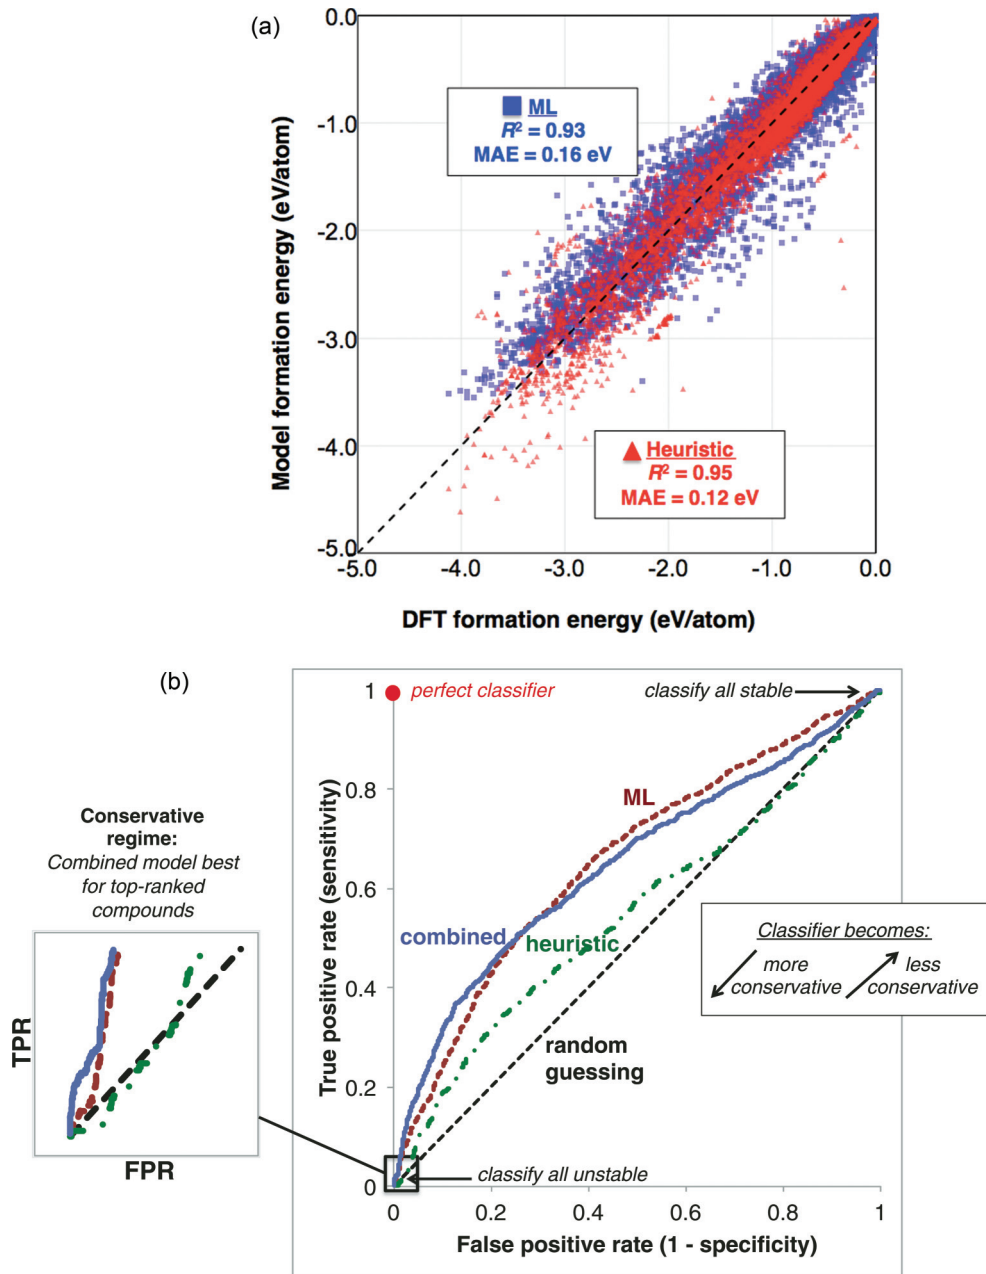 (a)
0.0
-1.0
-2.0
-3.0
-4.0
-5.0
Model formation energy (eV/atom)
ML
R² = 0.93
MAE = 0.16 eV
Heuristic
R² = 0.95
MAE = 0.12 eV
-5.0 -4.0 -3.0 -2.0 -1.0 0.0
DFT formation energy (eV/atom)
(b)
1
0.8
0.6
0.4
0.2
0
True positive rate (sensitivity)
perfect classifier
classify all stable
ML
combined
heuristic
random
guessing
Classifier becomes:
more
conservative
less
conservative
classify all unstable
0 0.2 0.4 0.6 0.8 1
False positive rate (1 - specificity)
Conservative
regime:
Combined model best
for top-ranked
compounds
TPR
FPR